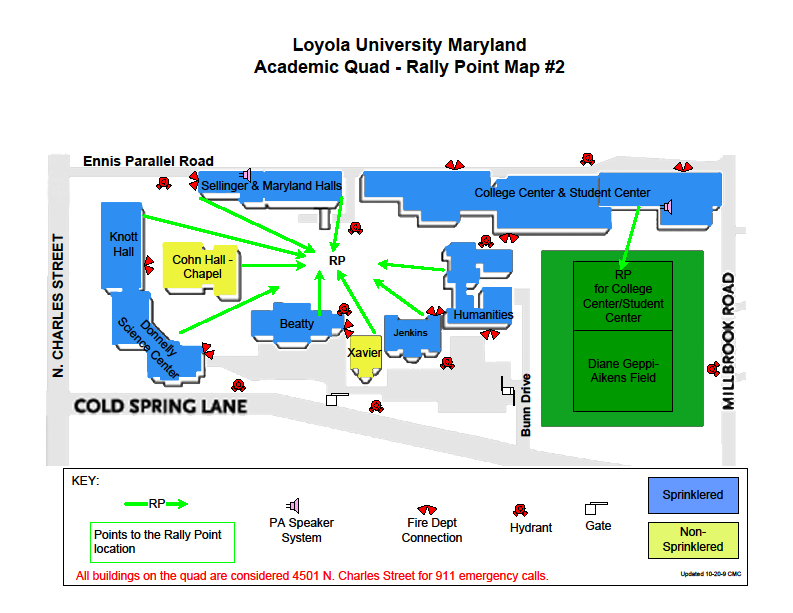 Loyola University Maryland
Academic Quad - Rally Point Map #2
Ennis Parallel Road
Sellinger & Maryland Halls
College Center & Student Center
Knott
Hall
Cohn Hall -
Chapel
RP
RP
for College
Center/Student
Center
N. CHARLES STREET
MILLBROOK ROAD
Donnelly
Science Center
Beatty
Xavier
Jenkins
Humanities
Diane Geppi-
Aikens Field
COLD SPRING LANE
Bunn Drive
KEY:
RP
Points to the Rally Point
location
PA Speaker
System
Fire Dept
Connection
Hydrant
Gate
Sprinklered
Non-
Sprinklered
All buildings on the quad are considered 4501 N. Charles Street for 911 emergency calls.
Updated 10-20-9 CMC